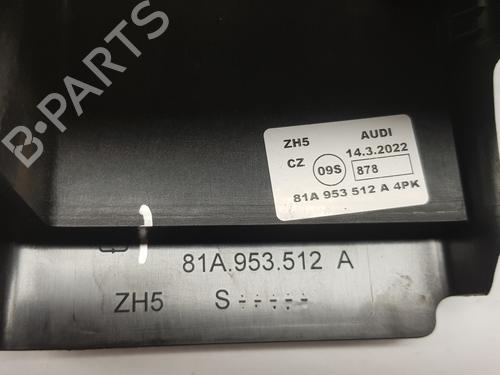 ZH5 AUDI
CZ 09S 14.3.2022
878
81A 953 512 A 4PK
81A.953.512 A
ZH5 S-----
B-Parts